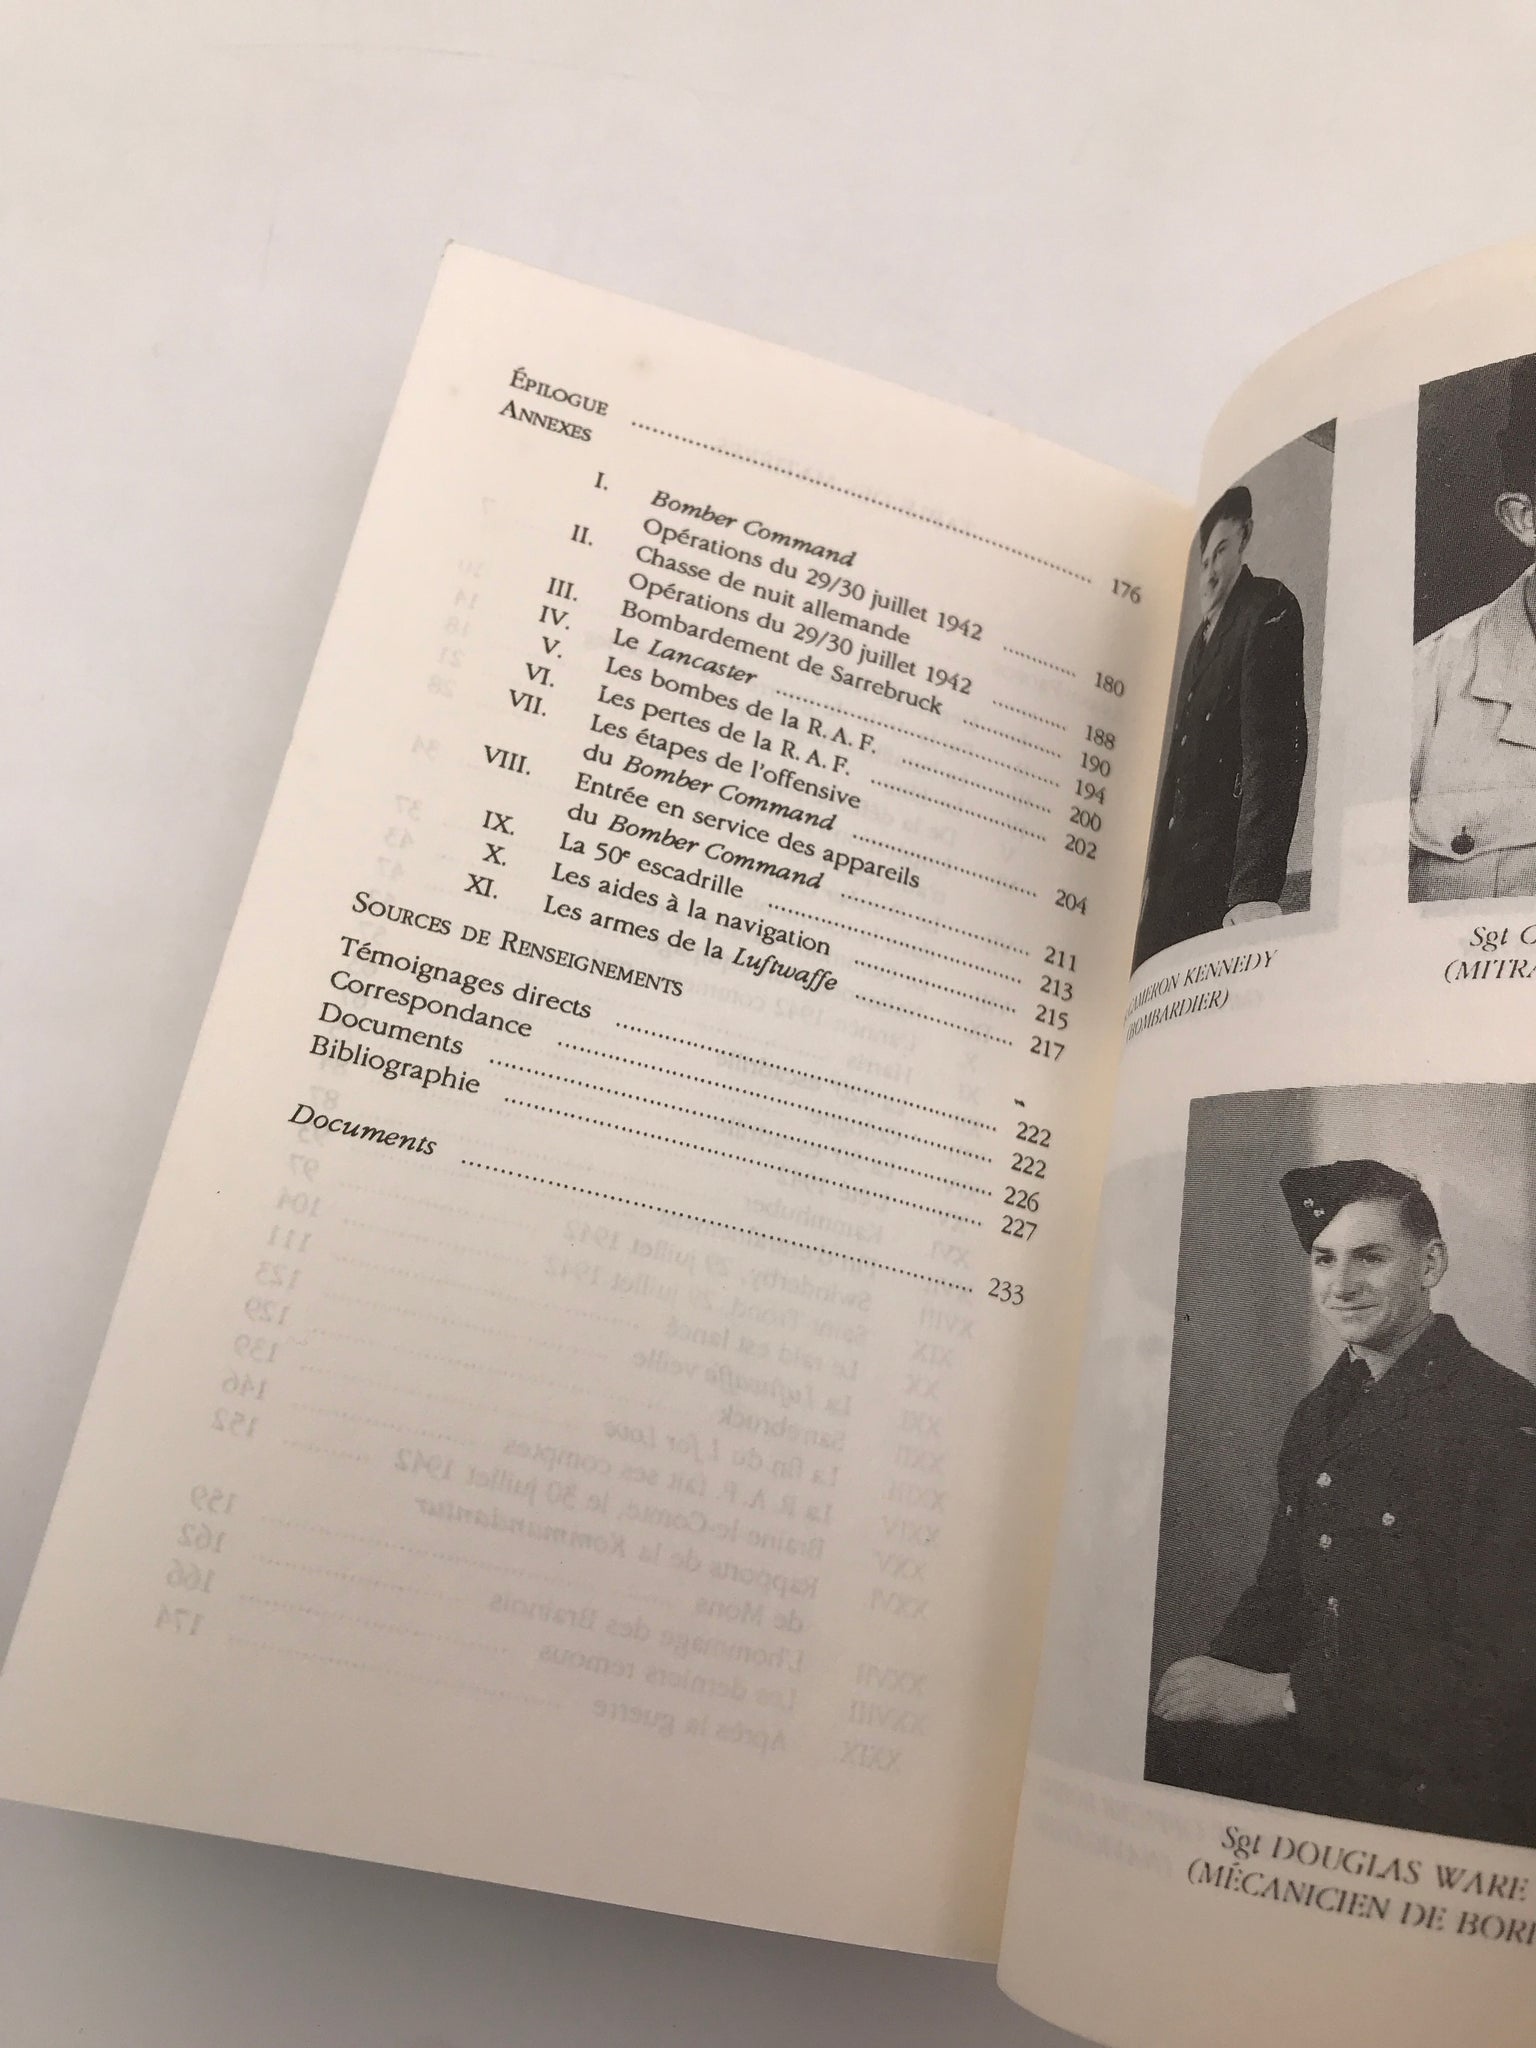 ÉPILOGUE ........ 176
ANNEXES
I. Bomber Command
Opérations du 29/30 juillet 1942 ........ 180
II. Chasse de nuit allemande
Opérations du 29/30 juillet 1942 ........ 188
III. Bombardement de Sarrebruck ........ 190
IV. Le Lancaster ........ 194
V. Les bombes de la R.A.F. ........ 200
VI. Les pertes de la R.A.F. ........ 202
VII. Les étapes de l'offensive
du Bomber Command ........ 204
VIII. Entrée en service des appareils
du Bomber Command ........ 211
IX. La 50e escadrille ........ 213
X. Les aides à la navigation ........ 215
XI. Les armes de la Luftwaffe ........ 217
SOURCES DE RENSEIGNEMENTS
Témoignages directs ........ 222
Correspondance ........ 222
Documents ........ 226
Bibliographie ........ 227
Documents ........ 233
CAMERON KENNEDY
(BOMBARDIER)
Sgt
Sgt DOUGLAS WARE
(MÉCANICIEN DE